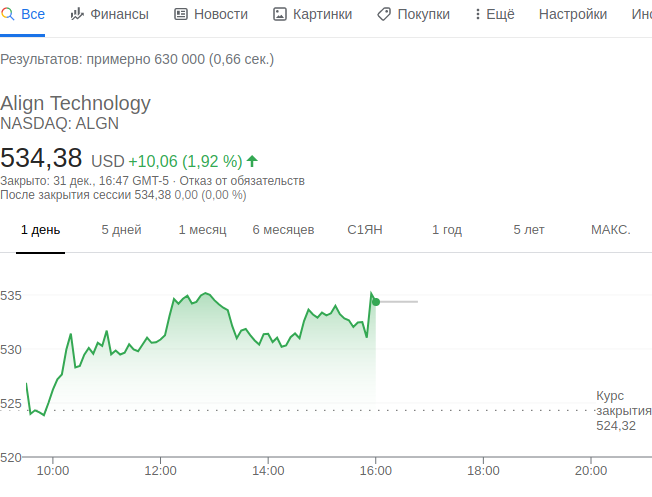 Все Финансы Новости Картинки Покупки Ещё Настройки Инс
Результатов: примерно 630 000 (0,66 сек.)
Align Technology
NASDAQ: ALGN
534,38 USD +10,06 (1,92 %)
Закрыто: 31 дек., 16:47 GMT-5 · Отказ от обязательств
После закрытия сессии 534,38 0,00 (0,00 %)
1 день 5 дней 1 месяц 6 месяцев С1ЯН 1 год 5 лет МАКС.
535
530
525
Курс
закрытия
524,32
520
10:00 12:00 14:00 16:00 18:00 20:00